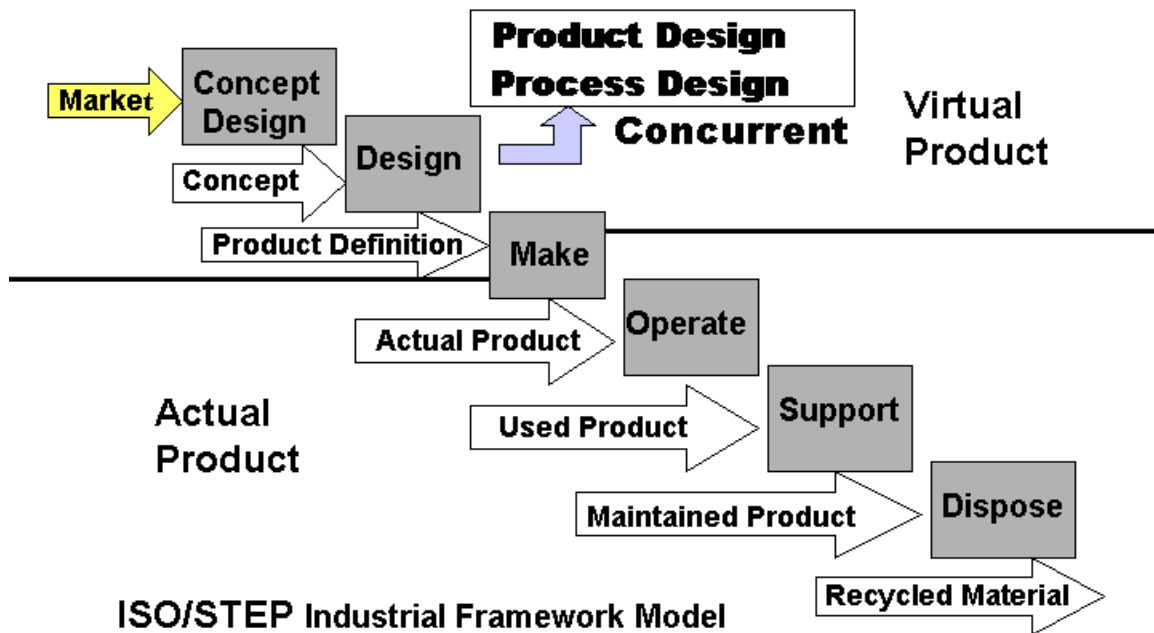 Product Design
Process Design
Concurrent
Virtual
Product
Market
Concept
Design
Concept
Design
Product Definition
Make
Actual Product
Operate
Actual
Product
Used Product
Support
Maintained Product
Dispose
Recycled Material
ISO/STEP Industrial Framework Model